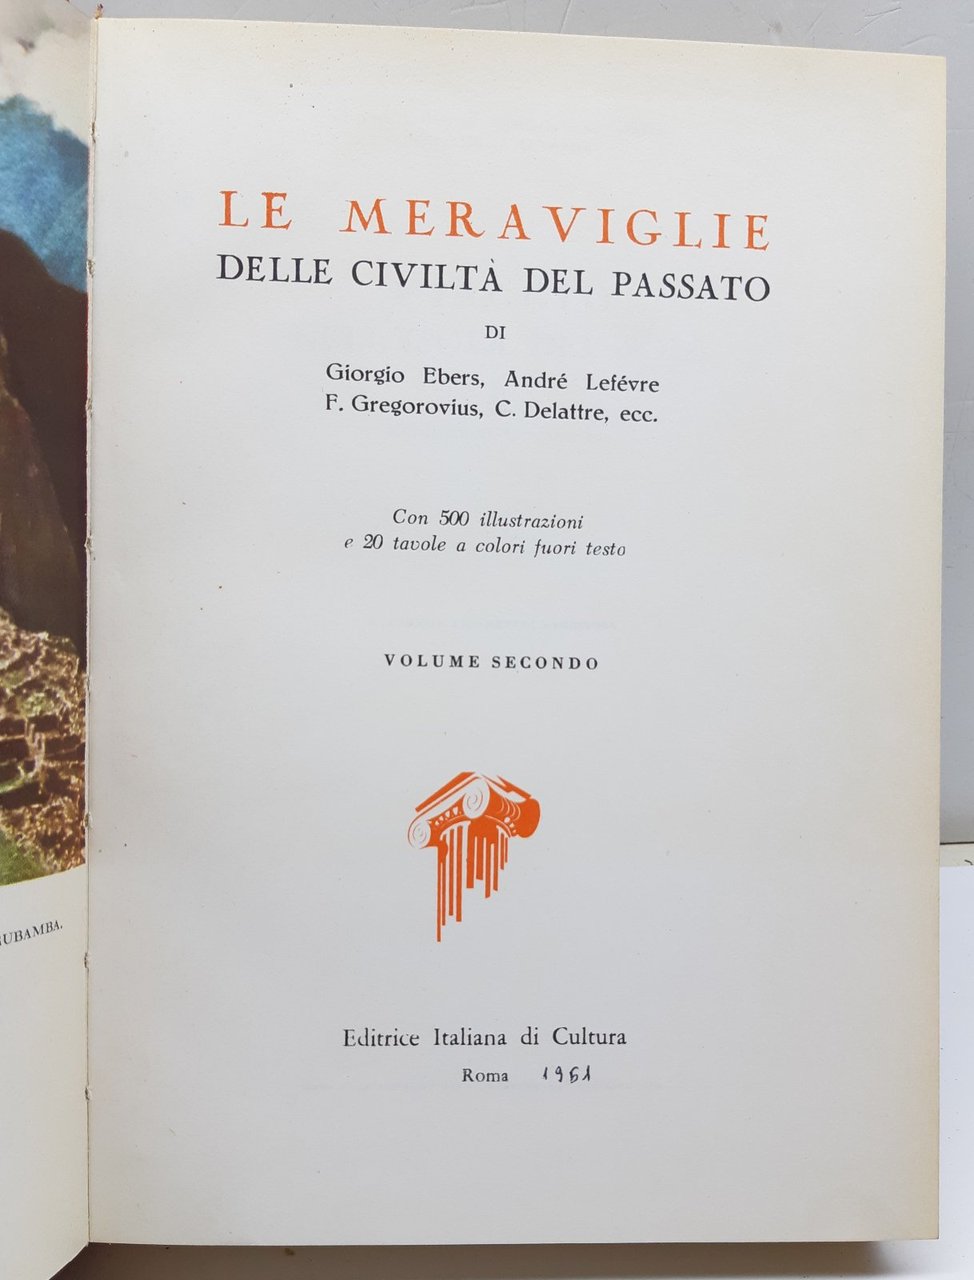 LE MERAVIGLIE
DELLE CIVILTÀ DEL PASSATO
DI
Giorgio Ebers, André Lefévre
F. Gregorovius, C. Delattre, ecc.
Con 500 illustrazioni
e 20 tavole a colori fuori testo
VOLUME SECONDO
Editrice Italiana di Cultura
Roma 1961
UBAMBA.